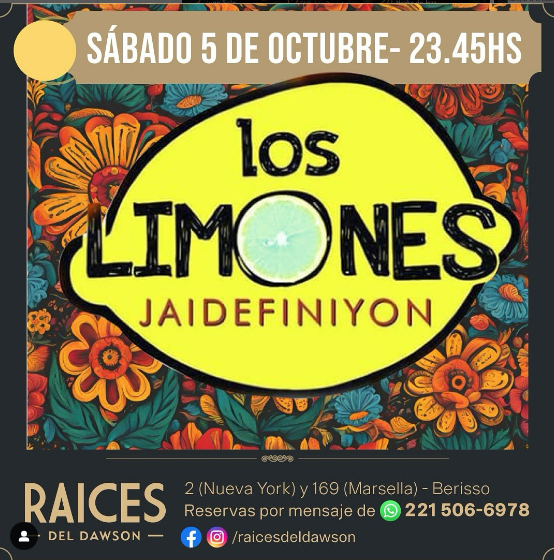 SÁBADO 5 DE OCTUBRE- 23.45HS
los
LIMONES
JAIDEFINIYON
RAICES
DEL DAWSON
2 (Nueva York) y 169 (Marsella) - Berisso
Reservas por mensaje de 221 506-6978
/raicesdeldawson